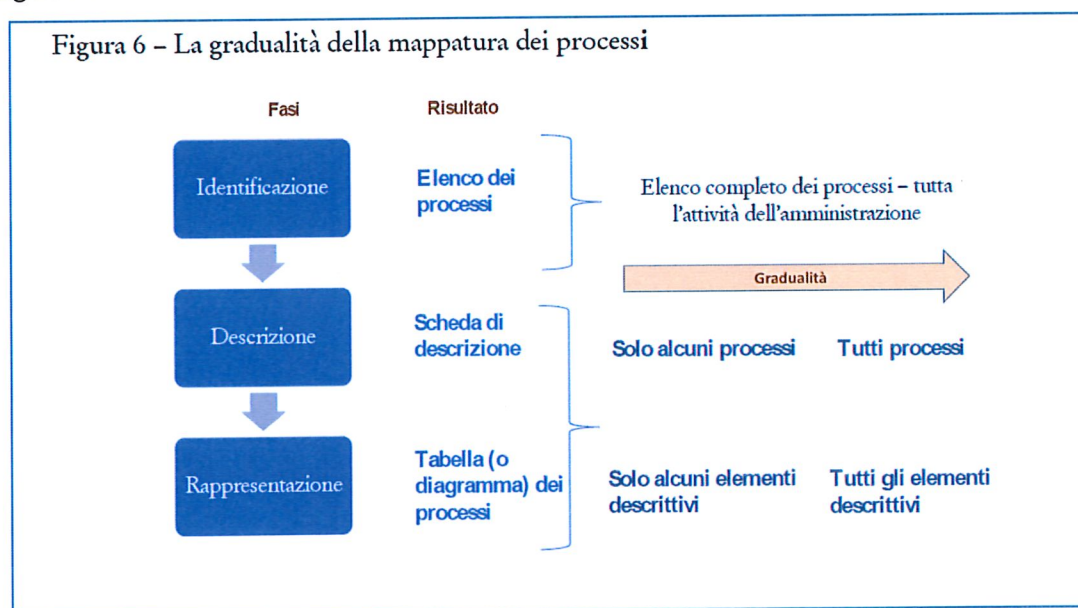 Figura 6 – La gradualità della mappatura dei processi
Fasi
Risultato
Identificazione
Elenco dei
processi
Elenco completo dei processi – tutta
l'attività dell'amministrazione
Gradualità
Descrizione
Scheda di
descrizione
Solo alcuni processi
Tutti processi
Rappresentazione
Tabella (o
diagramma) dei
processi
Solo alcuni elementi
descrittivi
Tutti gli elementi
descrittivi